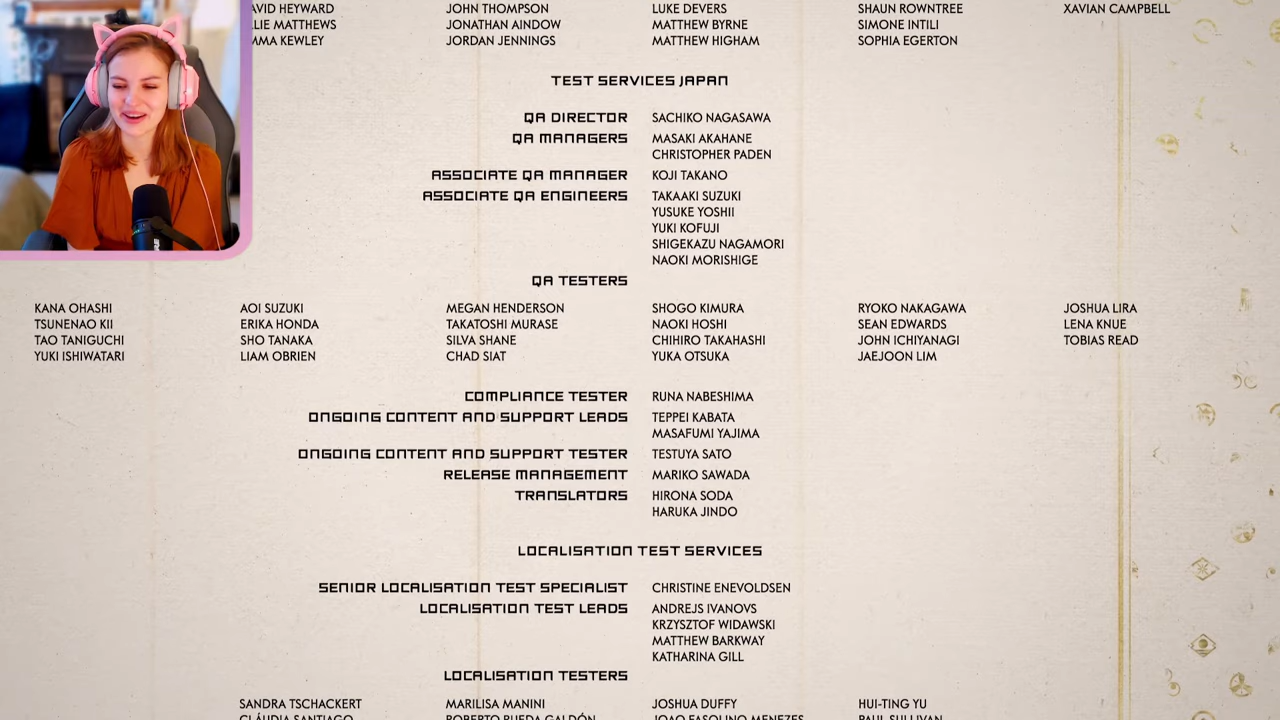 JOHN THOMPSON LUKE DEVERS SHAUN ROWNTREE XAVIAN CAMPBELL
HEYWARD
MATTHEWS JONATHAN AINDOW MATTHEW BYRNE SIMONE INTILI
KEWLEY JORDAN JENNINGS MATTHEW HIGHAM SOPHIA EGERTON
TEST SERVICES JAPAN
QA DIRECTOR SACHIKO NAGASAWA
QA MANAGERS MASAKI AKAHANE
CHRISTOPHER PADEN
ASSOCIATE QA MANAGER KOJI TAKANO
ASSOCIATE QA ENGINEERS TAKAAKI SUZUKI
YUSUKE YOSHII
YUKI KOFUJI
SHIGEKAZU NAGAMORI
NAOKI MORISHIGE
QA TESTERS
KANA OHASHI AOI SUZUKI MEGAN HENDERSON SHOGO KIMURA RYOKO NAKAGAWA JOSHUA LIRA
TSUNENAO KII ERIKA HONDA TAKATOSHI MURASE NAOKI HOSHI SEAN EDWARDS LENA KNUE
TAO TANIGUCHI SHO TANAKA SILVA SHANE CHIHIRO TAKAHASHI JOHN ICHIYANAGI TOBIAS READ
YUKI ISHIWATARI LIAM OBRIEN CHAD SIAT YUKA OTSUKA JAEJOON LIM
COMPLIANCE TESTER RUNA NABESHIMA
ONGOING CONTENT AND SUPPORT LEADS TEPPEI KABATA
MASAFUMI YAJIMA
ONGOING CONTENT AND SUPPORT TESTER TESTUYA SATO
RELEASE MANAGEMENT MARIKO SAWADA
TRANSLATORS HIRONA SODA
HARUKA JINDO
LOCALISATION TEST SERVICES
SENIOR LOCALISATION TEST SPECIALIST CHRISTINE ENEVOLDSEN
LOCALISATION TEST LEADS ANDREJS IVANOVS
KRZYSZTOF WIDAWSKI
MATTHEW BARKWAY
KATHARINA GILL
LOCALISATION TESTERS
SANDRA TSCHACKERT MARILISA MANINI JOSHUA DUFFY HUI-TING YU